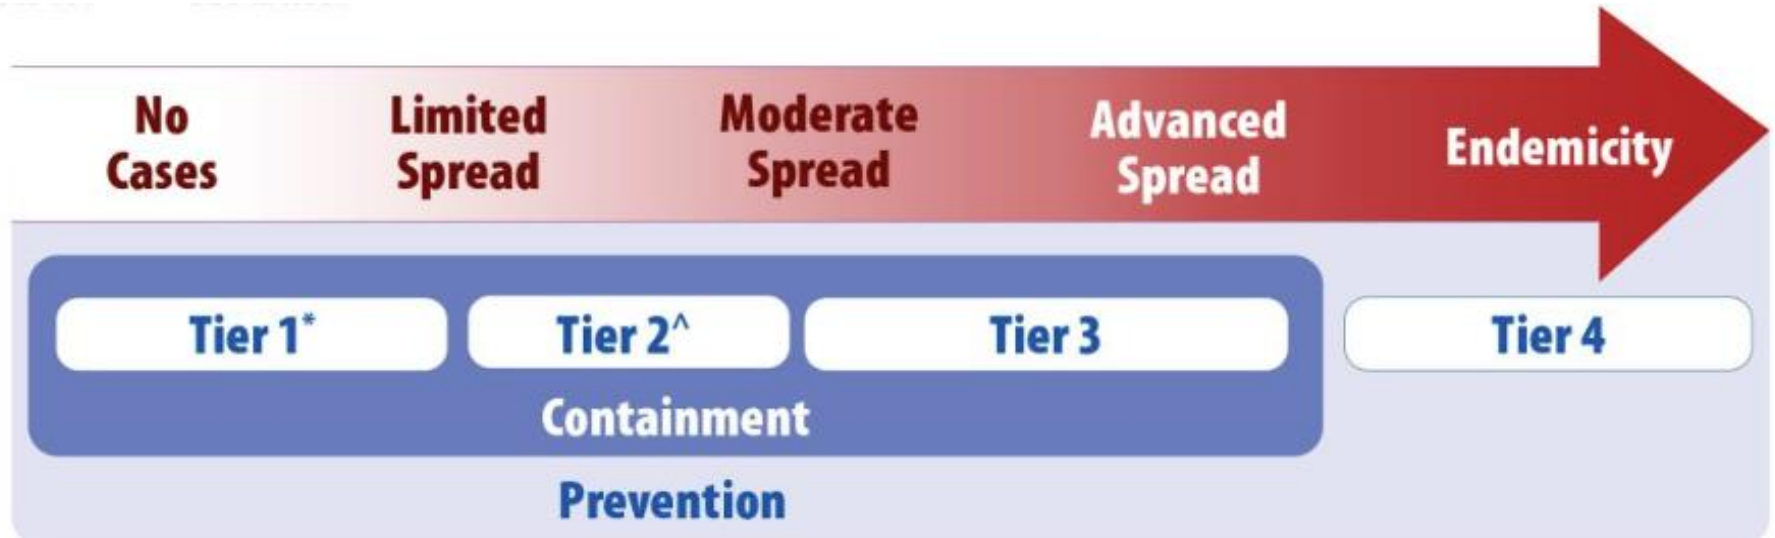 No
Cases
Limited
Spread
Moderate
Spread
Advanced
Spread
Endemicity
Tier 1*
Tier 2^
Tier 3
Tier 4
Containment
Prevention